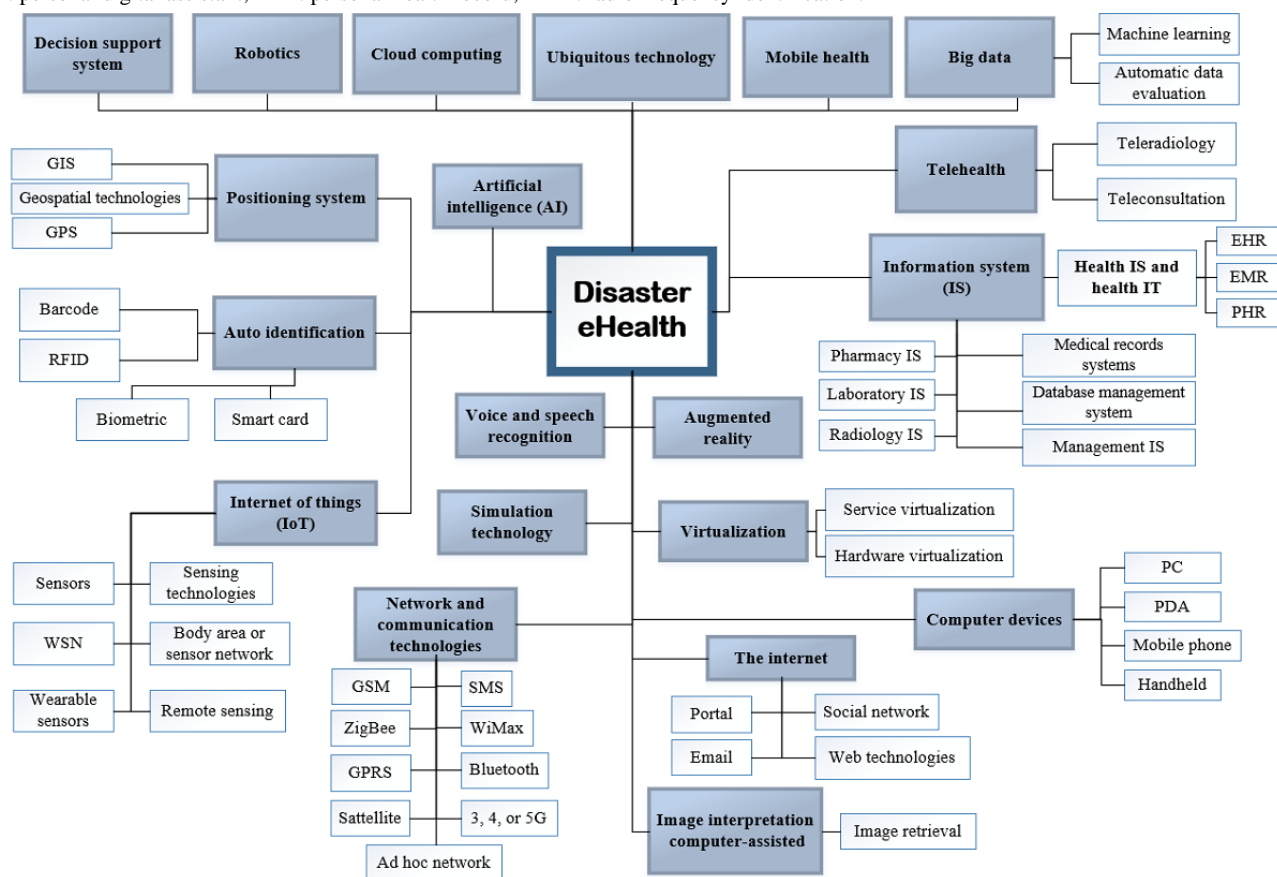 personal digital assistant,
Decision support
system
Robotics
Cloud computing
Ubiquitous technology
Mobile health
Big data
Machine learning
Automatic data
evaluation
GIS
Geospatial technologies
GPS
Positioning system
Artificial
intelligence (AI)
Telehealth
Teleradiology
Teleconsultation
Disaster
eHealth
Information system
(IS)
Health IS and
health IT
EHR
EMR
PHR
Barcode
RFID
Auto identification
Biometric
Smart card
Pharmacy IS
Laboratory IS
Radiology IS
Medical records
systems
Database management
system
Management IS
Voice and speech
recognition
Augmented
reality
Internet of things
(IoT)
Simulation
technology
Virtualization
Service virtualization
Hardware virtualization
Sensors
Sensing
technologies
WSN
Body area or
sensor network
Wearable
sensors
Remote sensing
Network and
communication
technologies
GSM
SMS
ZigBee
WiMax
GPRS
Bluetooth
Sattellite
3, 4, or 5G
Ad hoc network
Computer devices
PC
PDA
Mobile phone
Handheld
The internet
Portal
Social network
Email
Web technologies
Image interpretation
computer-assisted
Image retrieval